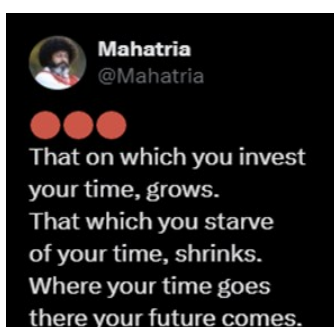 Mahatria
@Mahatria
That on which you invest
your time, grows.
That which you starve
of your time, shrinks.
Where your time goes
there your future comes.